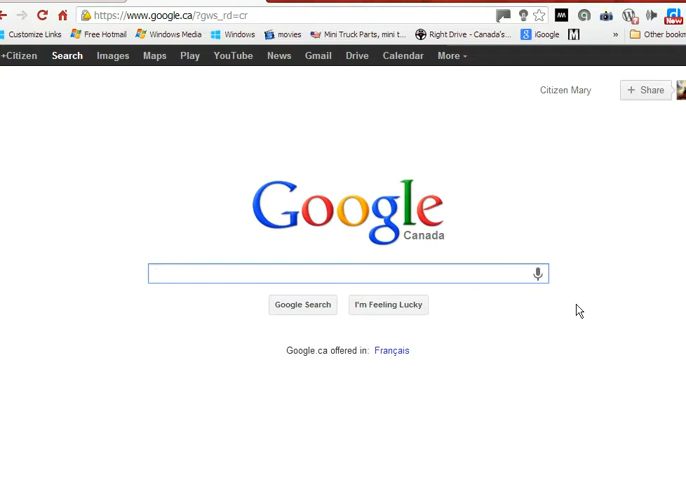 https://www.google.ca/?gws_rd=cr
Customize Links Free Hotmail Windows Media Windows movies Mini Truck Parts, mini t... Right Drive - Canada's... iGoogle » Other bookm
+Citizen Search Images Maps Play YouTube News Gmail Drive Calendar More
Citizen Mary + Share
Google
Canada
Google Search I'm Feeling Lucky
Google.ca offered in: Français
New